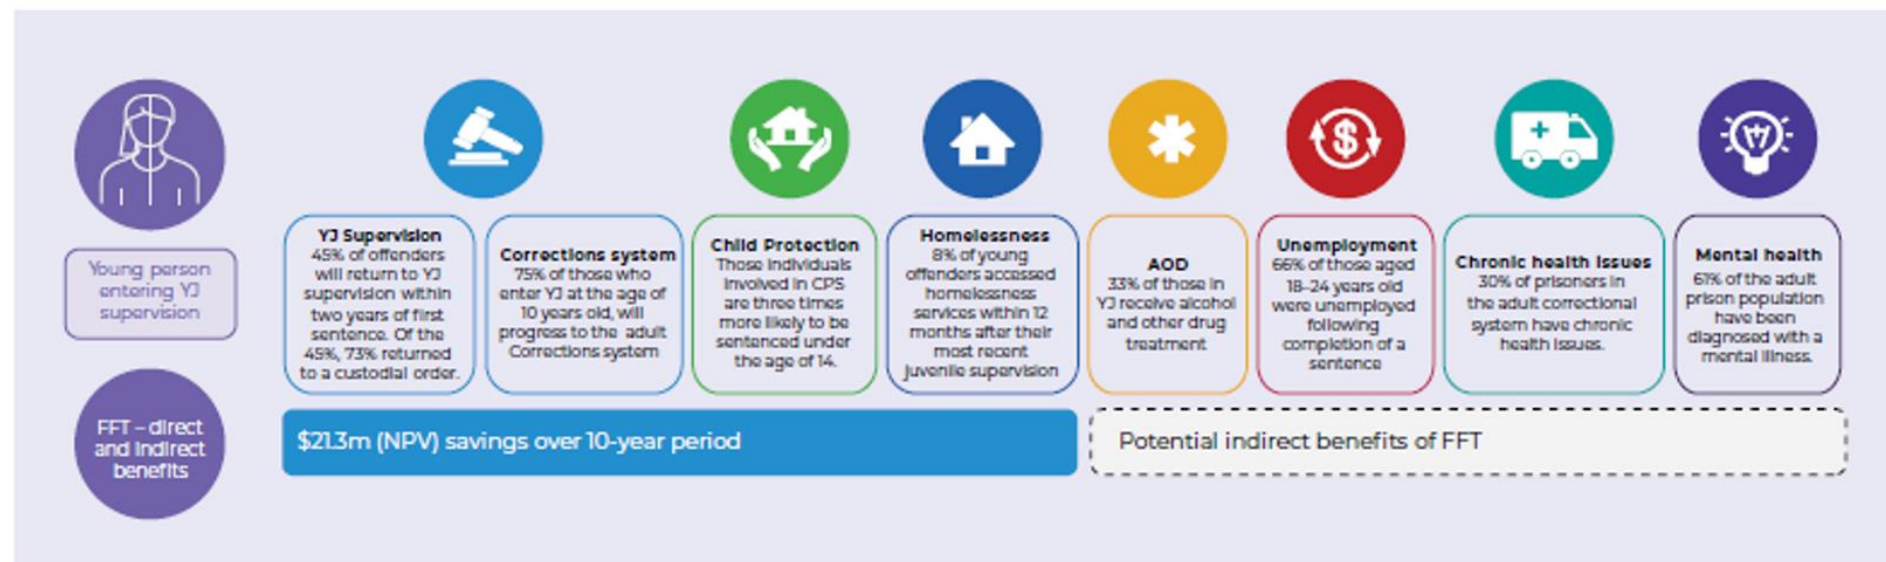 Young person
entering YJ
supervision
FFT – direct
and indirect
benefits
YJ Supervision
45% of offenders
will return to YJ
supervision within
two years of first
sentence. Of the
45%, 73% returned
to a custodial order.
Corrections system
75% of those who
enter YJ at the age of
10 years old, will
progress to the adult
Corrections system
Child Protection
Those individuals
involved in CPS
are three times
more likely to be
sentenced under
the age of 14.
Homelessness
8% of young
offenders accessed
homelessness
services within 12
months after their
most recent
juvenile supervision
AOD
33% of those in
YJ receive alcohol
and other drug
treatment
Unemployment
66% of those aged
18–24 years old
were unemployed
following
completion of a
sentence
Chronic health issues
30% of prisoners in
the adult correctional
system have chronic
health issues.
Mental health
61% of the adult
prison population
have been
diagnosed with a
mental illness.
$21.3m (NPV) savings over 10-year period
Potential indirect benefits of FFT